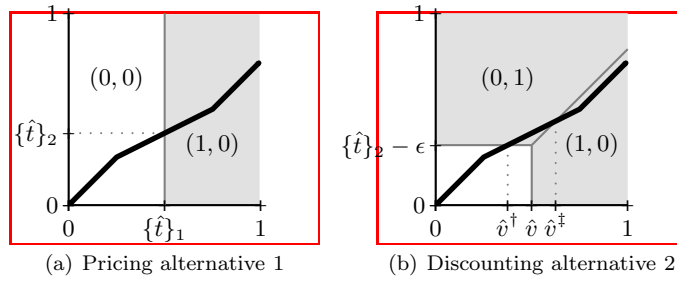 1
(0, 0)
{t̂}₂
(1, 0)
0
0
{t̂}₁
1
(a) Pricing alternative 1
1
(0, 1)
{t̂}₂ − ϵ
(1, 0)
0
0
v̂† v̂ v̂‡
1
(b) Discounting alternative 2